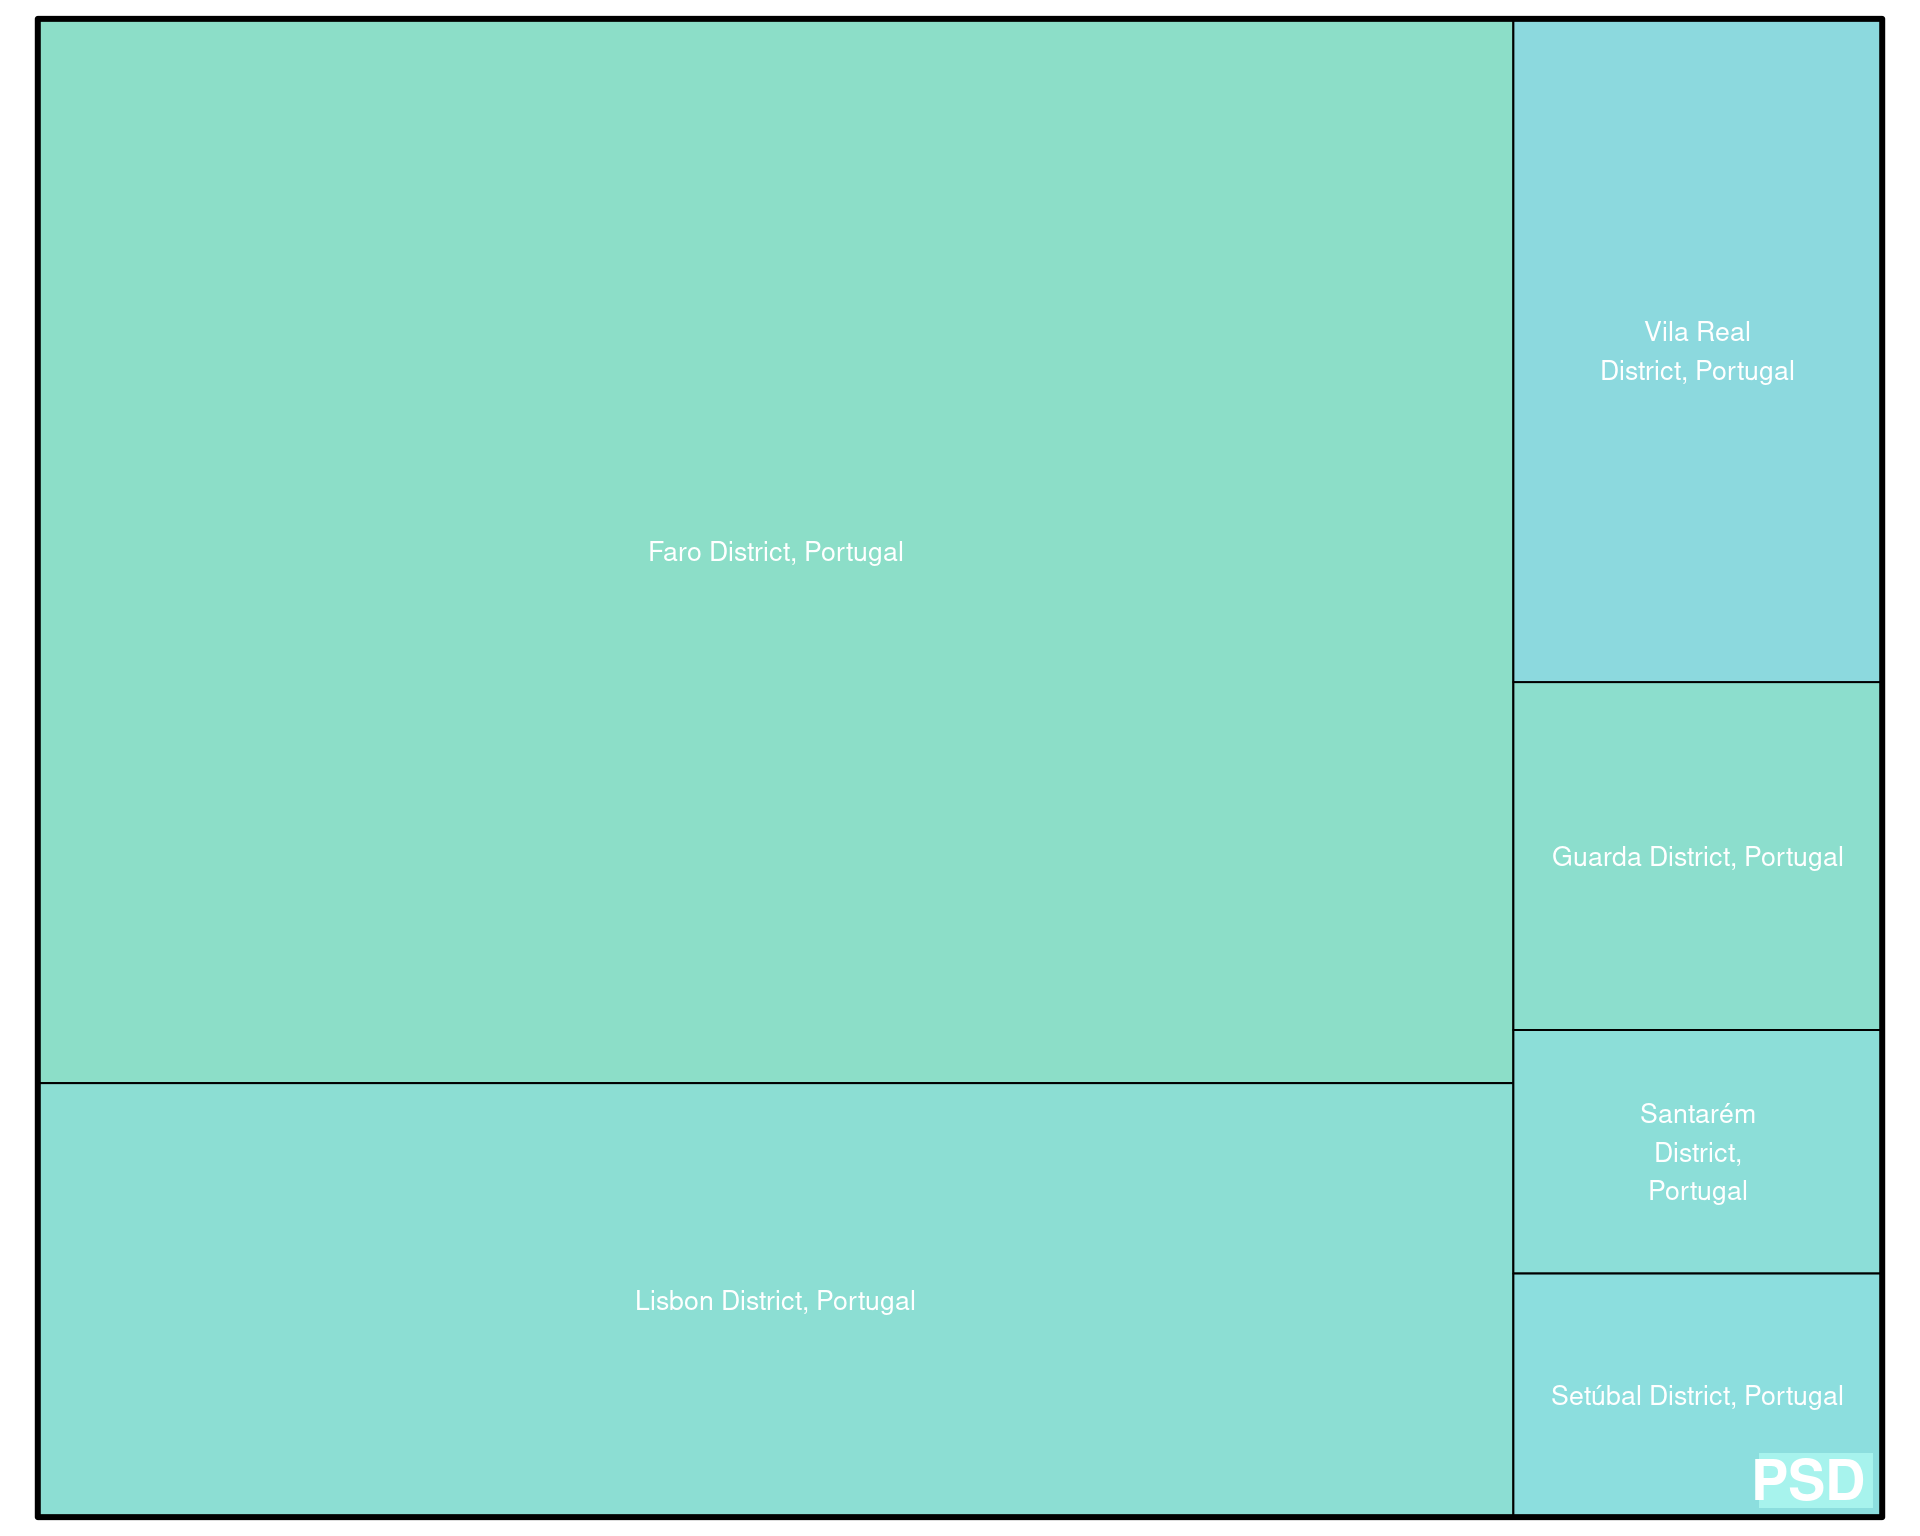 Faro District, Portugal
Lisbon District, Portugal
Vila Real
District, Portugal
Guarda District, Portugal
Santarém
District,
Portugal
Setúbal District, Portugal
PSD